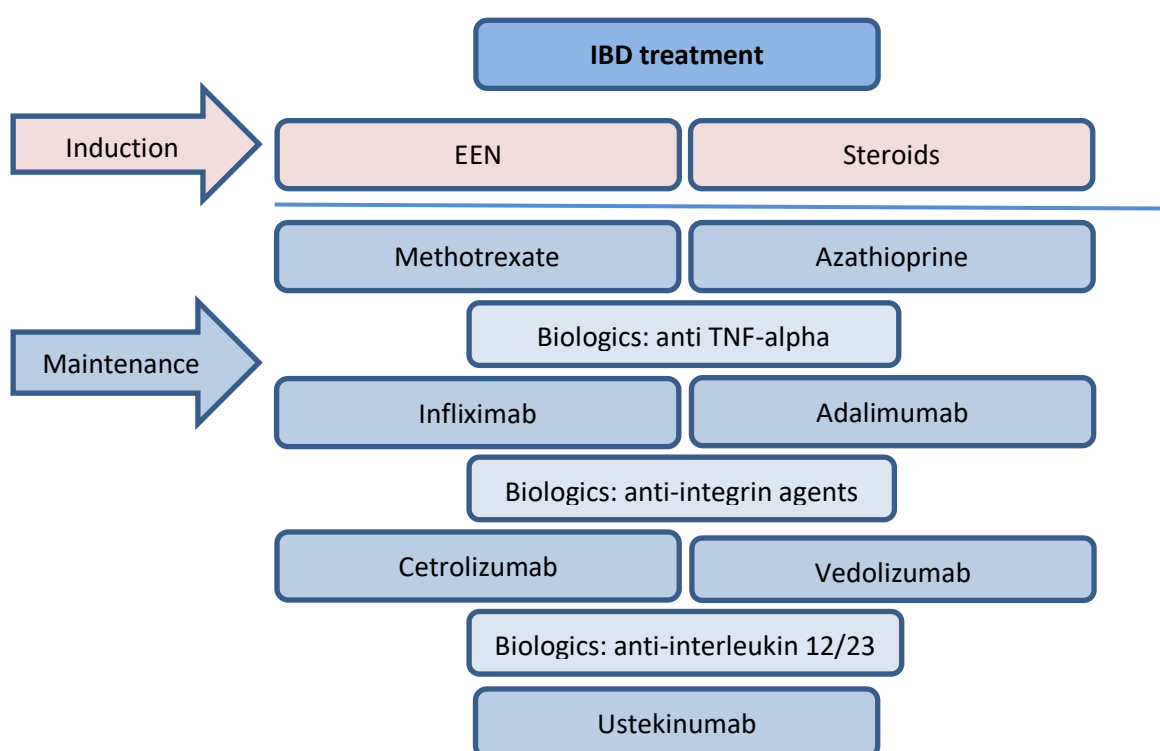 IBD treatment
Induction
EEN
Steroids
Methotrexate
Azathioprine
Biologics: anti TNF-alpha
Maintenance
Infliximab
Adalimumab
Biologics: anti-integrin agents
Cetrolizumab
Vedolizumab
Biologics: anti-interleukin 12/23
Ustekinumab